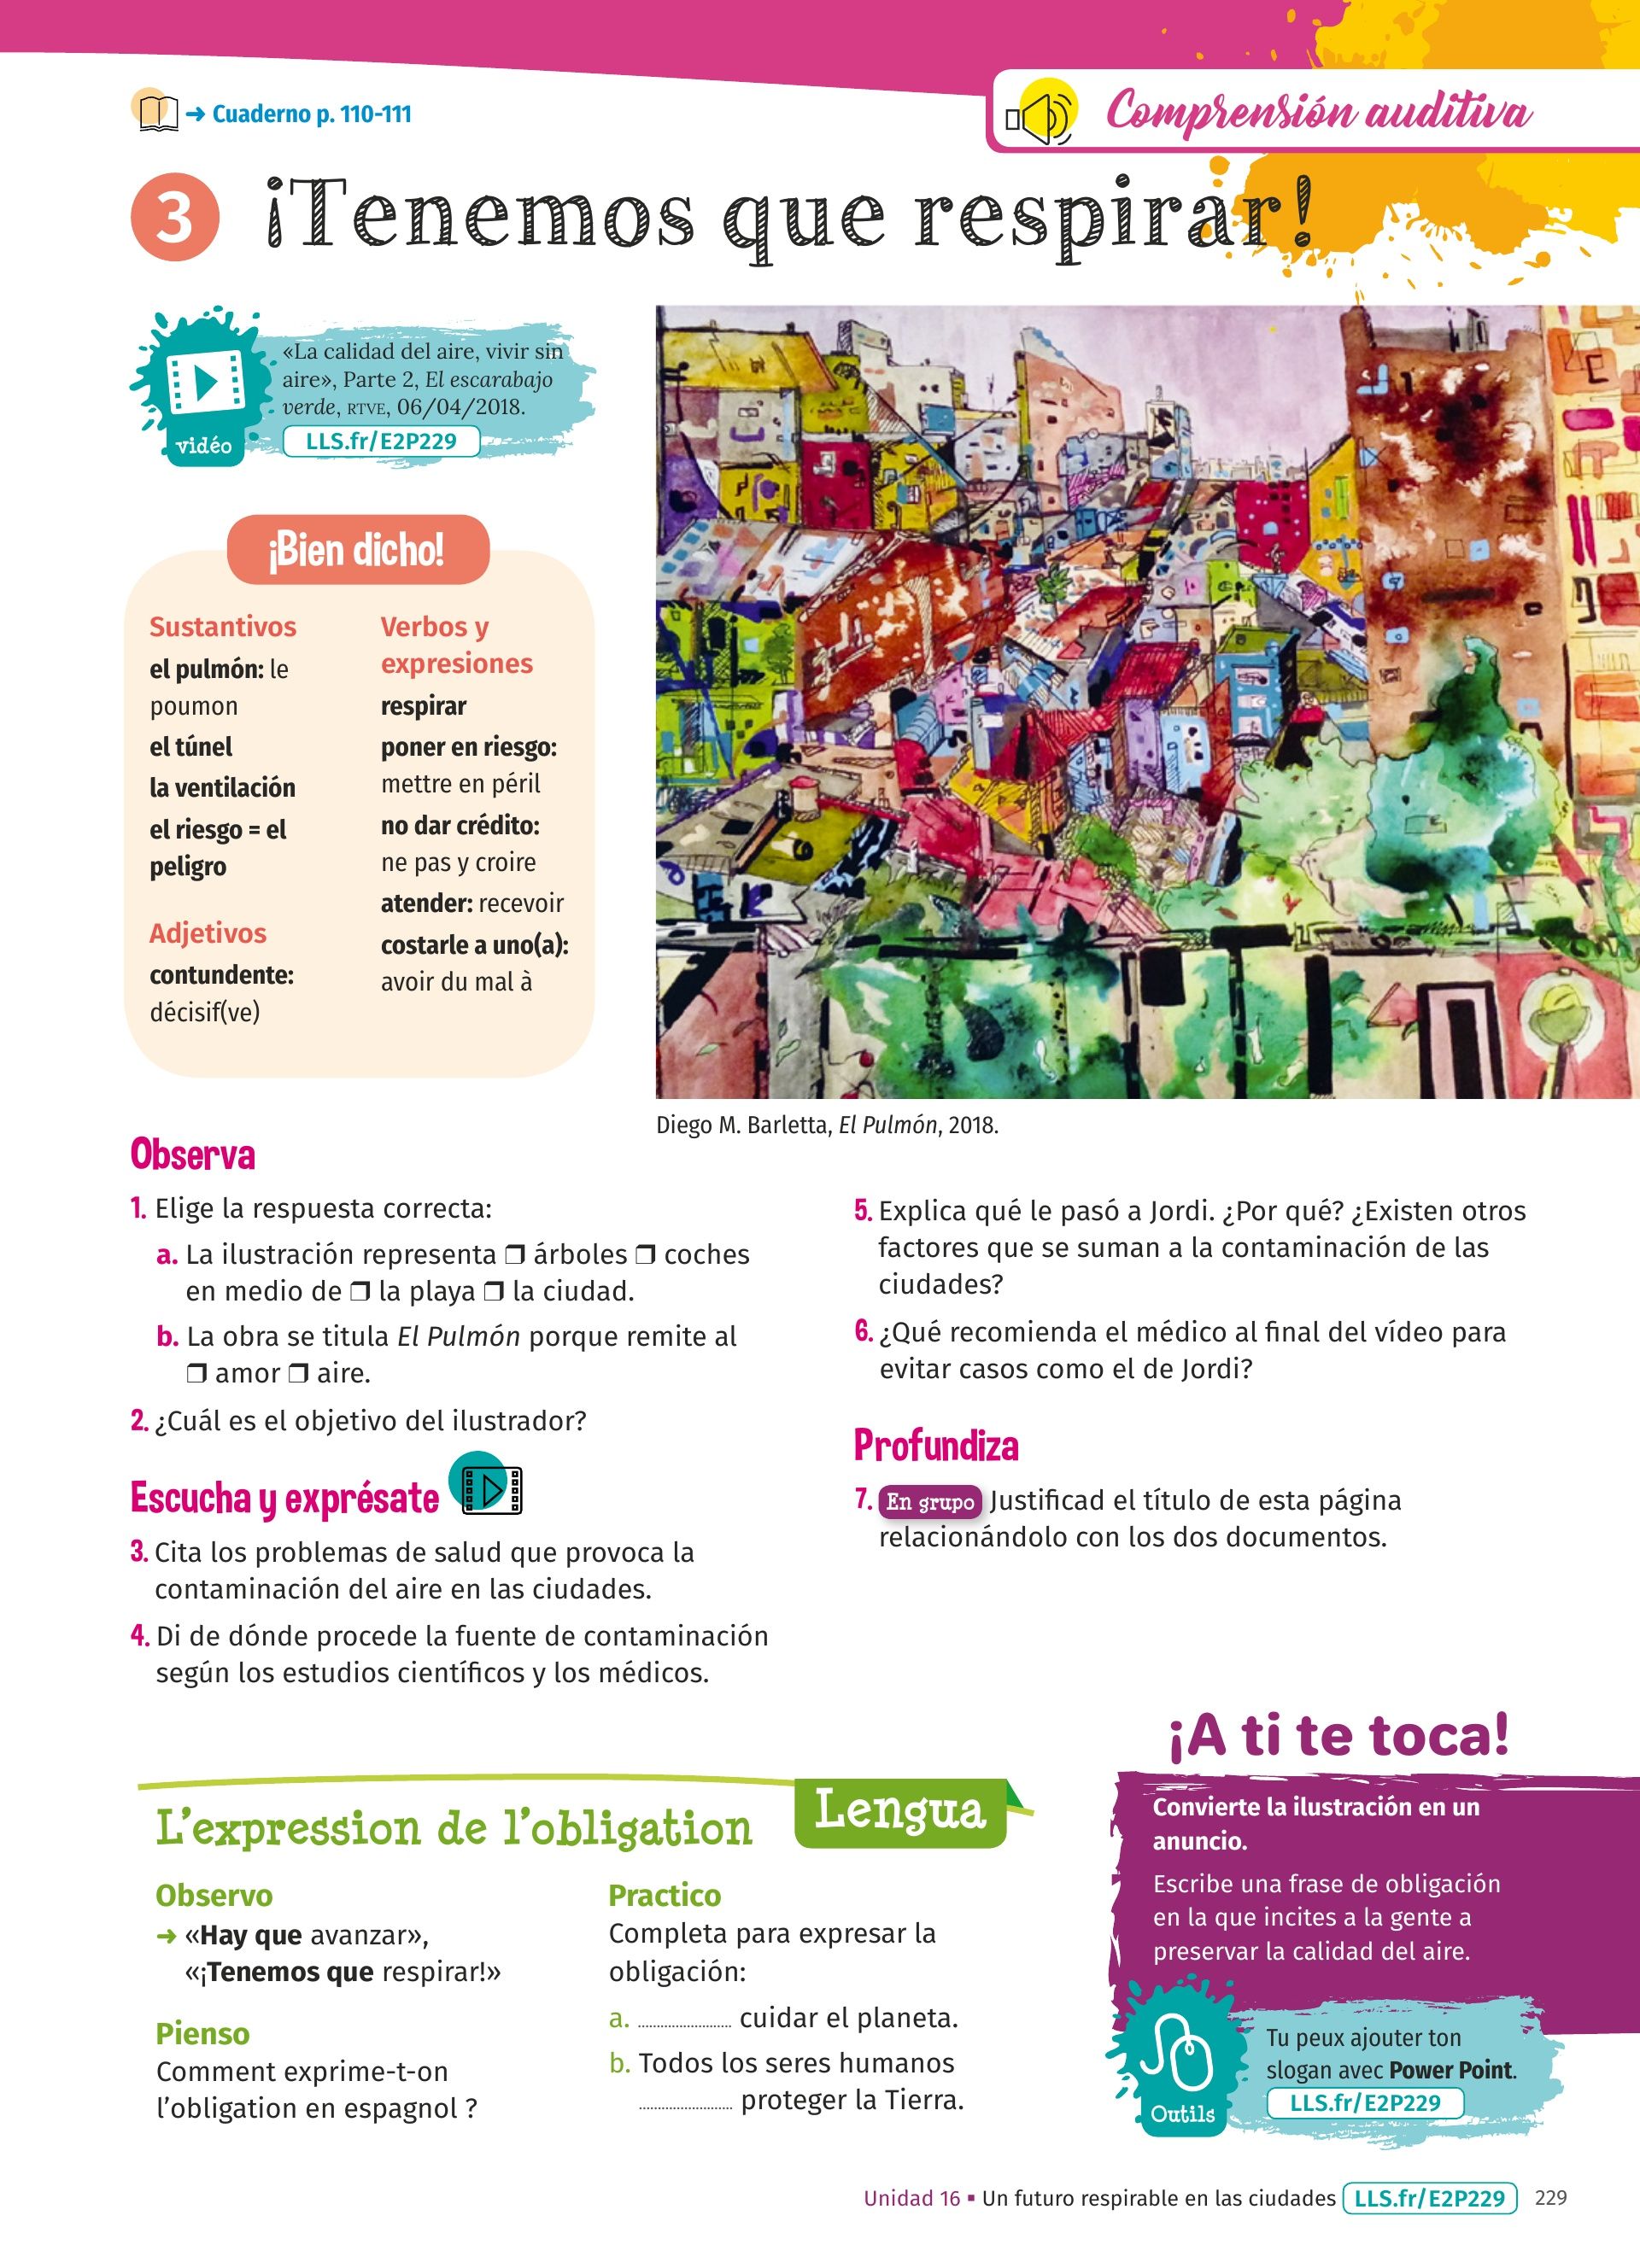 ➜ Cuaderno p. 110-111
Comprensión auditiva
3 ¡Tenemos que respirar!
«La calidad del aire, vivir sin
aire», Parte 2, El escarabajo
verde, RTVE, 06/04/2018.
LLS.fr/E2P229
vidéo
¡Bien dicho!
Sustantivos
el pulmón: le
poumon
el túnel
la ventilación
el riesgo = el
peligro
Adjetivos
contundente:
décisif(ve)
Verbos y
expresiones
respirar
poner en riesgo:
mettre en péril
no dar crédito:
ne pas y croire
atender: recevoir
costarle a uno(a):
avoir du mal à
Diego M. Barletta, El Pulmón, 2018.
Observa
1. Elige la respuesta correcta:
a. La ilustración representa ❒ árboles ❒ coches
en medio de ❒ la playa ❒ la ciudad.
b. La obra se titula El Pulmón porque remite al
❒ amor ❒ aire.
2. ¿Cuál es el objetivo del ilustrador?
Escucha y exprésate
3. Cita los problemas de salud que provoca la
contaminación del aire en las ciudades.
4. Di de dónde procede la fuente de contaminación
según los estudios científicos y los médicos.
5. Explica qué le pasó a Jordi. ¿Por qué? ¿Existen otros
factores que se suman a la contaminación de las
ciudades?
6. ¿Qué recomienda el médico al final del vídeo para
evitar casos como el de Jordi?
Profundiza
7. En grupo Justificad el título de esta página
relacionándolo con los dos documentos.
Lengua
L'expression de l'obligation
Observo
➜ «Hay que avanzar»,
«¡Tenemos que respirar!»
Pienso
Comment exprime-t-on
l'obligation en espagnol ?
Practico
Completa para expresar la
obligación:
a. ........................ cuidar el planeta.
b. Todos los seres humanos
........................ proteger la Tierra.
¡A ti te toca!
Convierte la ilustración en un
anuncio.
Escribe una frase de obligación
en la que incites a la gente a
preservar la calidad del aire.
Tu peux ajouter ton
slogan avec Power Point.
LLS.fr/E2P229
Outils
Unidad 16 ▪ Un futuro respirable en las ciudades LLS.fr/E2P229 229